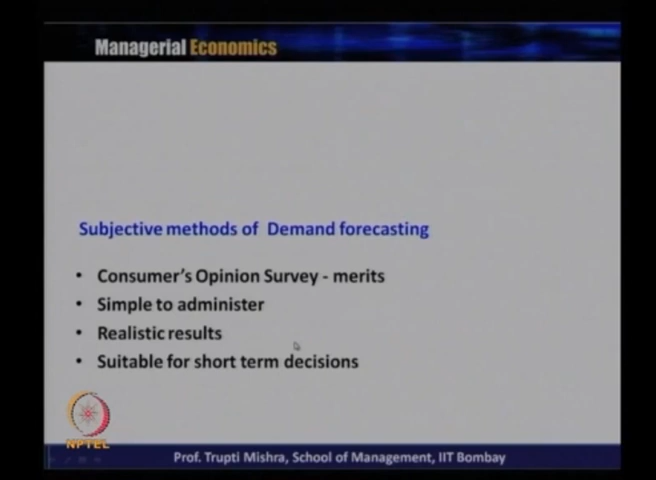 Managerial Economics
Subjective methods of Demand forecasting
• Consumer's Opinion Survey - merits
• Simple to administer
• Realistic results
• Suitable for short term decisions
NPTEL
Prof. Trupti Mishra, School of Management, IIT Bombay